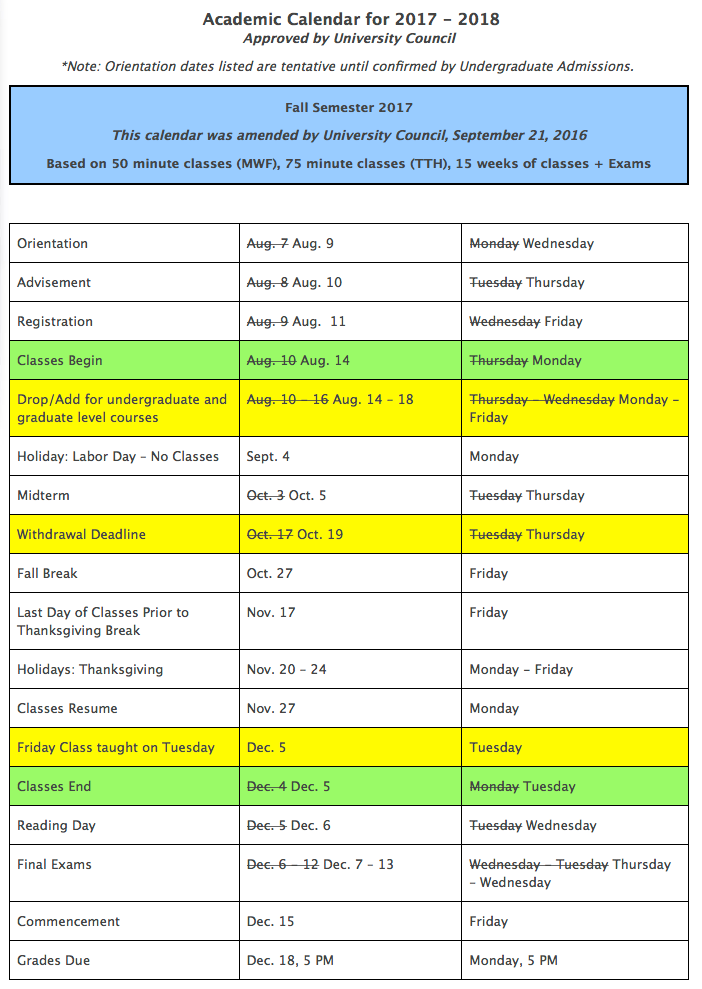 Academic Calendar for 2017 – 2018
Approved by University Council
*Note: Orientation dates listed are tentative until confirmed by Undergraduate Admissions.
Fall Semester 2017
This calendar was amended by University Council, September 21, 2016
Based on 50 minute classes (MWF), 75 minute classes (TTH), 15 weeks of classes + Exams
Orientation Aug. 7 Aug. 9 Monday Wednesday
Advisement Aug. 8 Aug. 10 Tuesday Thursday
Registration Aug. 9 Aug.  11 Wednesday Friday
Classes Begin Aug. 10 Aug. 14 Thursday Monday
Drop/Add for undergraduate and Aug. 10 – 16 Aug. 14 – 18 Thursday – Wednesday Monday –
graduate level courses Friday
Holiday: Labor Day – No Classes Sept. 4 Monday
Midterm Oct. 3 Oct. 5 Tuesday Thursday
Withdrawal Deadline Oct. 17 Oct. 19 Tuesday Thursday
Fall Break Oct. 27 Friday
Last Day of Classes Prior to Nov. 17 Friday
Thanksgiving Break
Holidays: Thanksgiving Nov. 20 – 24 Monday – Friday
Classes Resume Nov. 27 Monday
Friday Class taught on Tuesday Dec. 5 Tuesday
Classes End Dec. 4 Dec. 5 Monday Tuesday
Reading Day Dec. 5 Dec. 6 Tuesday Wednesday
Final Exams Dec. 6 – 12 Dec. 7 – 13 Wednesday – Tuesday Thursday
– Wednesday
Commencement Dec. 15 Friday
Grades Due Dec. 18, 5 PM Monday, 5 PM